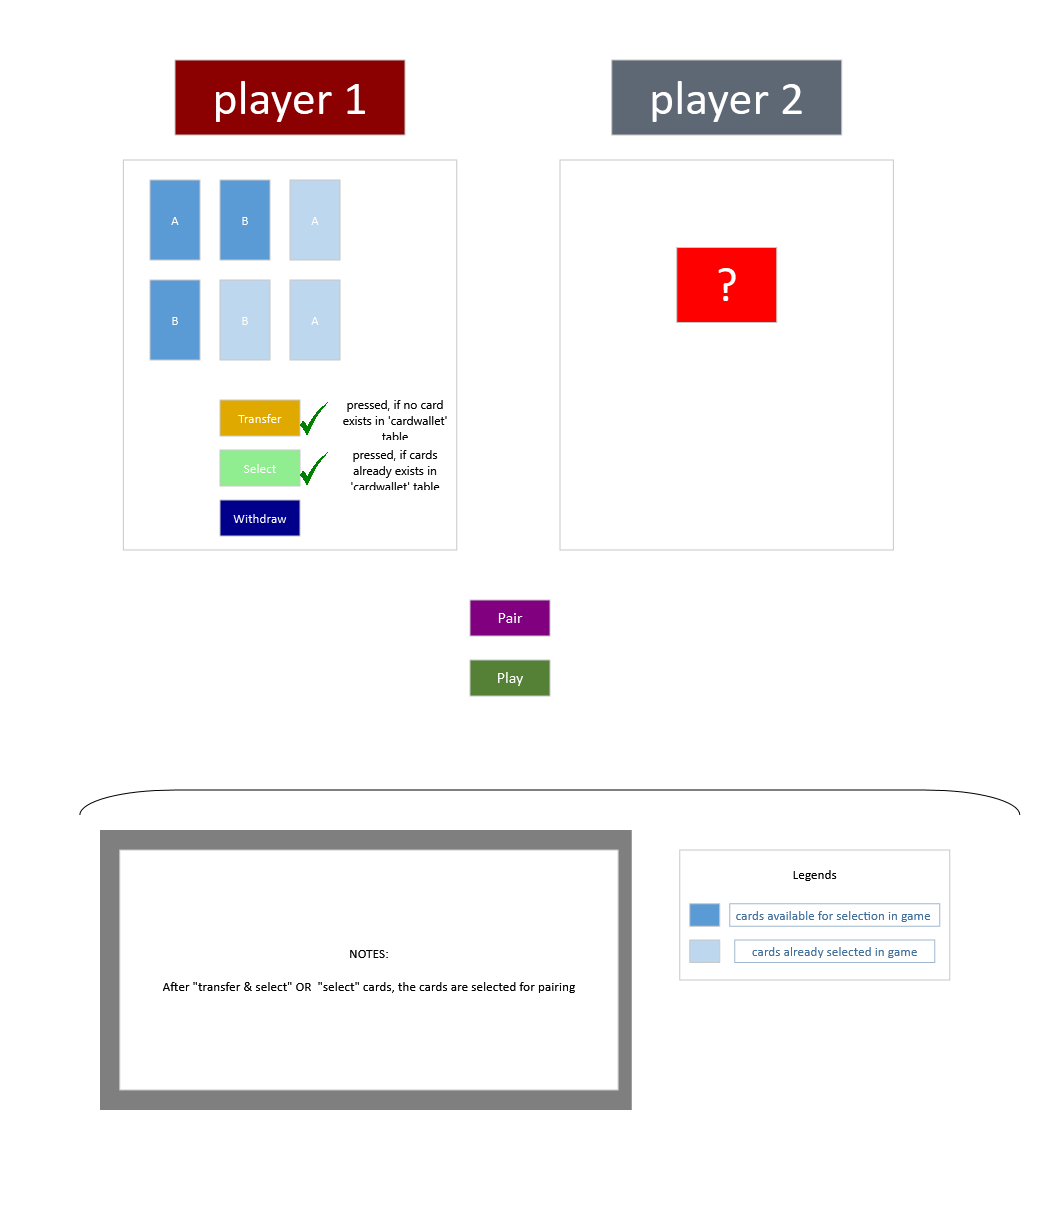 player 1
player 2
A
B
A
B
B
A
?
Transfer
pressed, if no card
exists in 'cardwallet'
table
Select
pressed, if cards
already exists in
'cardwallet' table
Withdraw
Pair
Play
NOTES:
After "transfer & select" OR  "select" cards, the cards are selected for pairing
Legends
cards available for selection in game
cards already selected in game